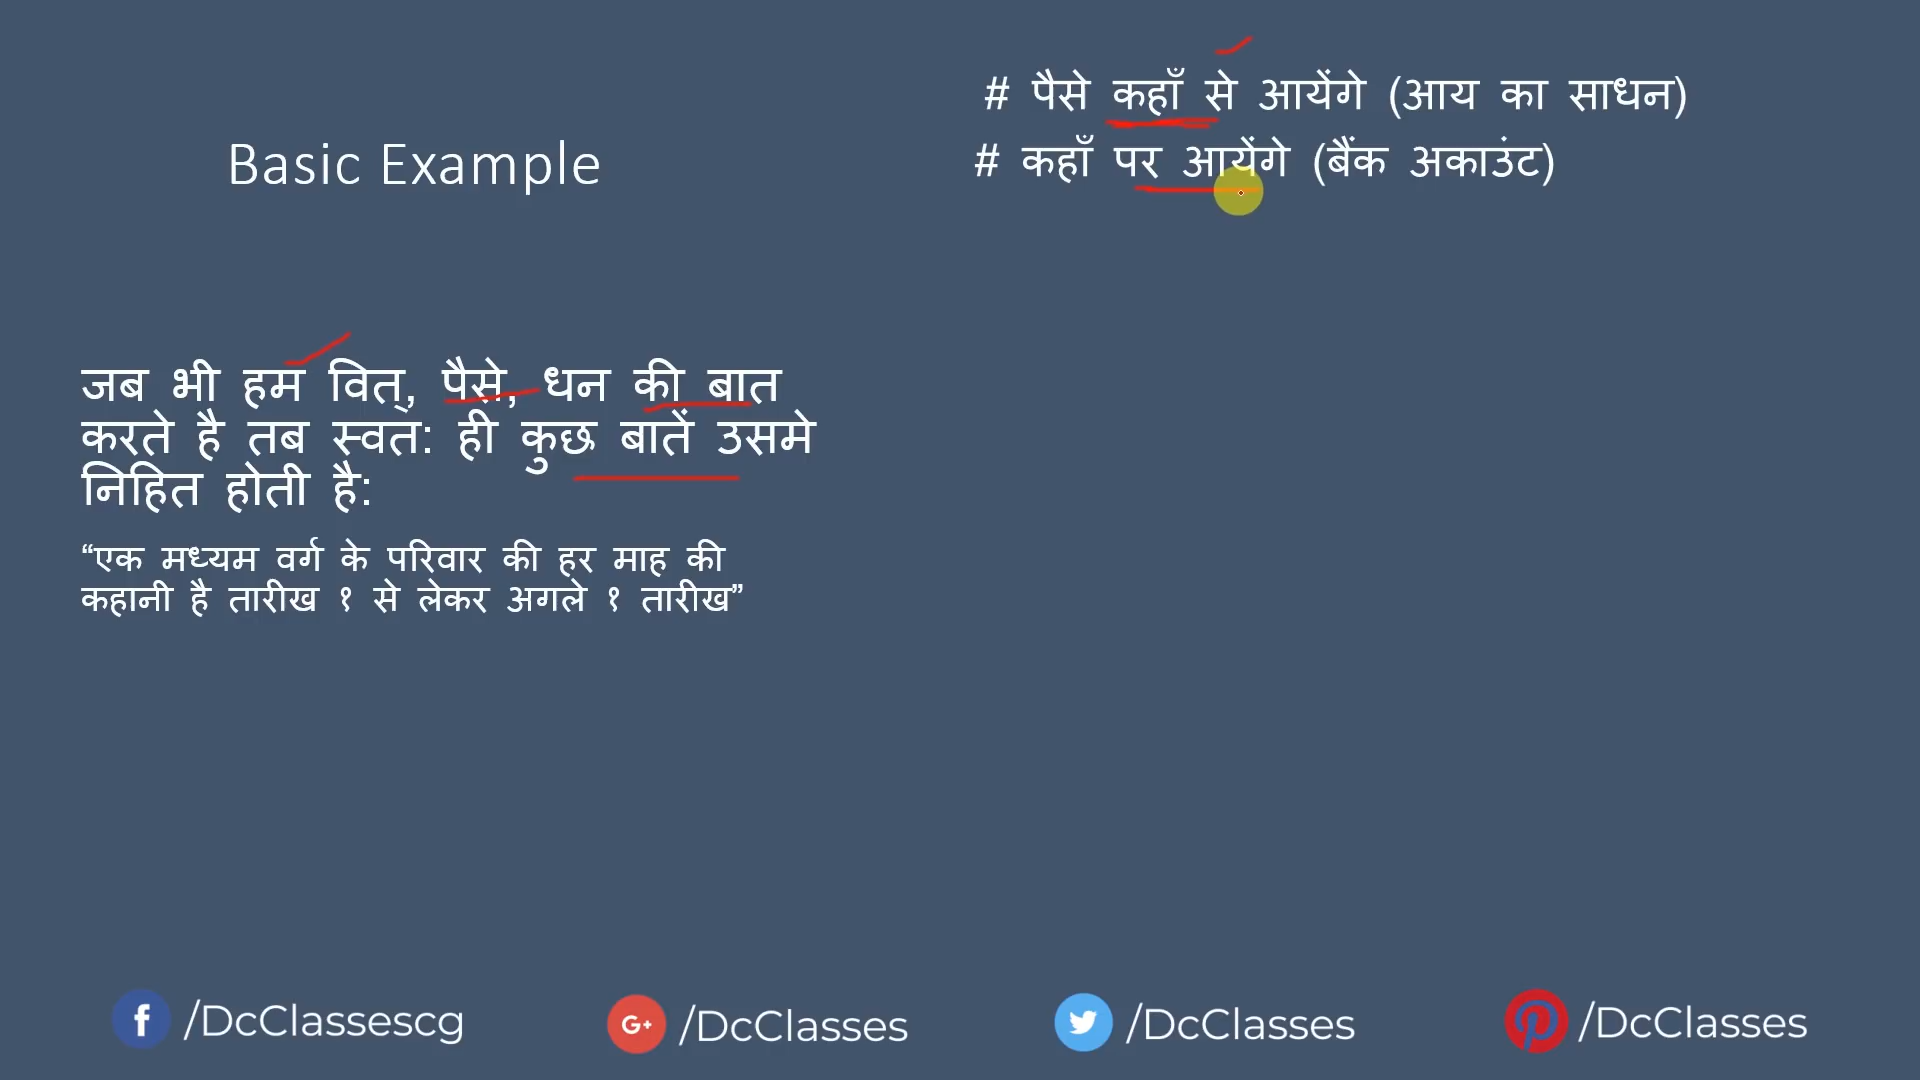 Basic Example
जब भी हम वित्, पैसे, धन की बात
करते है तब स्वत: ही कुछ बातें उसमे
निहित होती है:
“एक मध्यम वर्ग के परिवार की हर माह की
कहानी है तारीख १ से लेकर अगले १ तारीख”
# पैसे कहाँ से आयेंगे (आय का साधन)
# कहाँ पर आयेंगे (बैंक अकाउंट)
f /DcClassescg
G+ /DcClasses
/DcClasses
/DcClasses